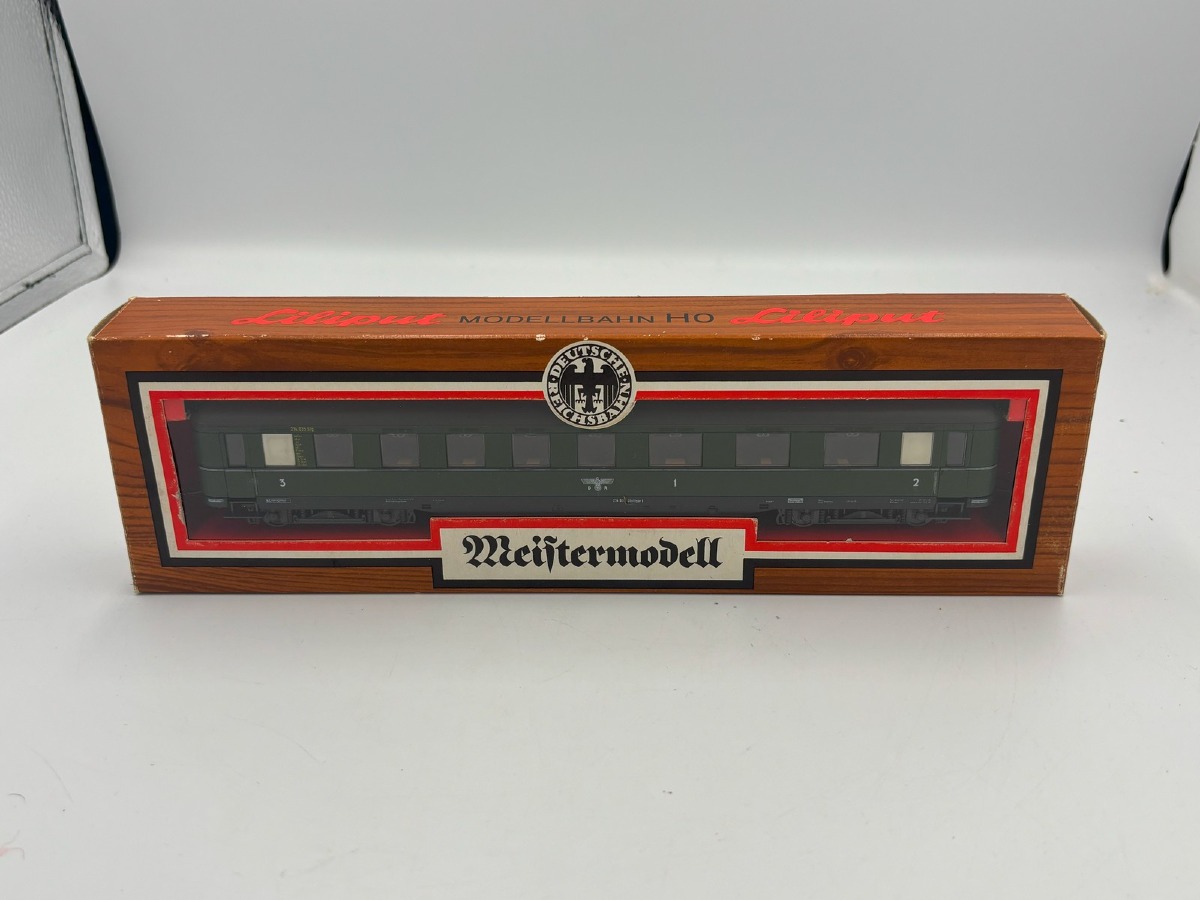 Liliput MODELLBAHN HO Liliput
DEUTSCHE
REICHSBAHN
3 1 2
Meiſtermodell